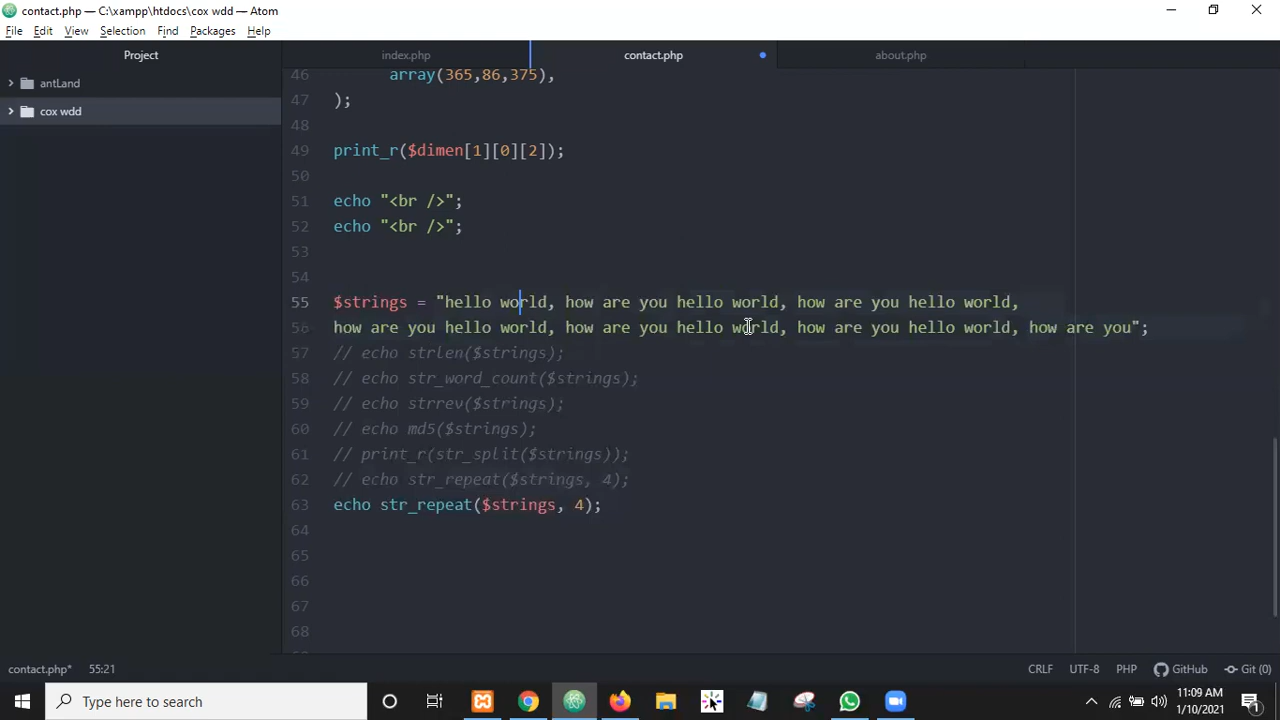 contact.php — C:\xampp\htdocs\cox wdd — Atom
File Edit View Selection Find Packages Help
Project index.php contact.php about.php
antLand
cox wdd
46 array(365,86,375),
47 );
48
49 print_r($dimen[1][0][2]);
50
51 echo "<br />";
52 echo "<br />";
53
54
55 $strings = "hello world, how are you hello world, how are you hello world,
56 how are you hello world, how are you hello world, how are you hello world, how are you";
57 // echo strlen($strings);
58 // echo str_word_count($strings);
59 // echo strrev($strings);
60 // echo md5($strings);
61 // print_r(str_split($strings));
62 // echo str_repeat($strings, 4);
63 echo str_repeat($strings, 4);
64
65
66
67
68
contact.php* 55:21 CRLF UTF-8 PHP GitHub Git (0)
Type here to search
11:09 AM
1/10/2021
1